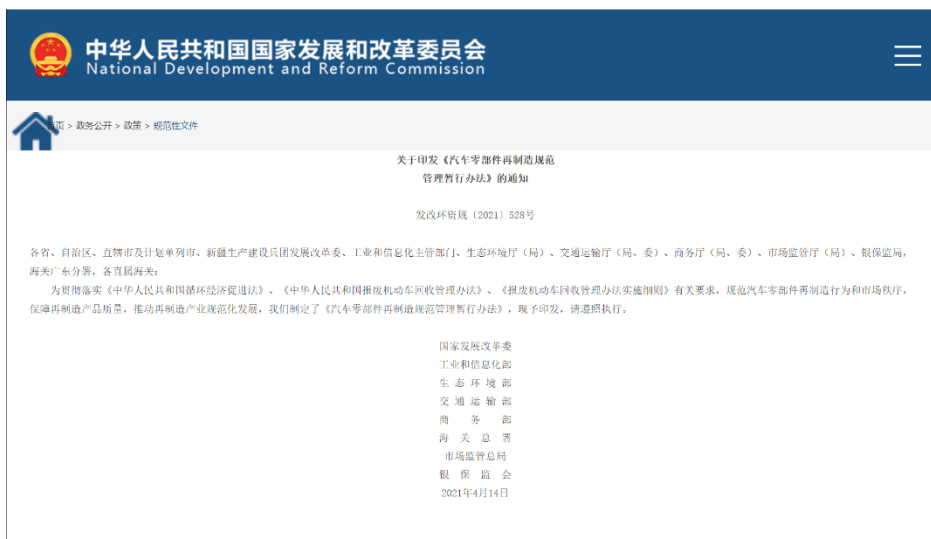 中华人民共和国国家发展和改革委员会
National Development and Reform Commission
首页 > 政务公开 > 政策 > 规范性文件
关于印发《汽车零部件再制造规范
管理暂行办法》的通知
发改环资规〔2021〕528号
各省、自治区、直辖市及计划单列市、新疆生产建设兵团发展改革委、工业和信息化主管部门、生态环境厅（局）、交通运输厅（局、委）、商务厅（局、委）、市场监管厅（局）、银保监局，
海关广东分署，各直属海关：
为贯彻落实《中华人民共和国循环经济促进法》、《中华人民共和国报废机动车回收管理办法》、《报废机动车回收管理办法实施细则》有关要求，规范汽车零部件再制造行为和市场秩序，
保障再制造产品质量，推动再制造产业规范化发展，我们制定了《汽车零部件再制造规范管理暂行办法》，现予印发，请遵照执行。
国家发展改革委
工业和信息化部
生 态 环 境 部
交 通 运 输 部
商 务 部
海 关 总 署
市场监管总局
银 保 监 会
2021年4月14日